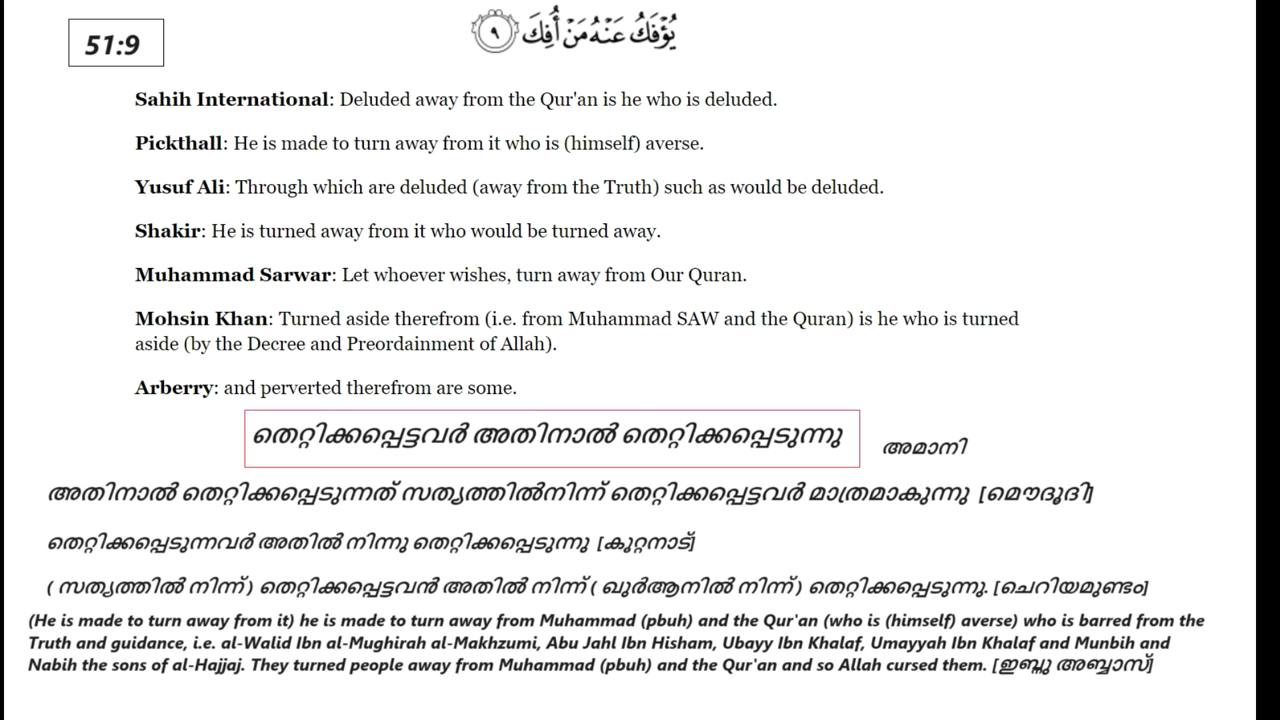 51:9
يُؤْفَكُ عَنْهُ مَنْ أُفِكَ ٩
Sahih International: Deluded away from the Qur'an is he who is deluded.
Pickthall: He is made to turn away from it who is (himself) averse.
Yusuf Ali: Through which are deluded (away from the Truth) such as would be deluded.
Shakir: He is turned away from it who would be turned away.
Muhammad Sarwar: Let whoever wishes, turn away from Our Quran.
Mohsin Khan: Turned aside therefrom (i.e. from Muhammad SAW and the Quran) is he who is turned
aside (by the Decree and Preordainment of Allah).
Arberry: and perverted therefrom are some.
തെറ്റിക്കപ്പെട്ടവർ അതിനാൽ തെറ്റിക്കപ്പെടുന്നു
അമാനി
അതിനാൽ തെറ്റിക്കപ്പെടുന്നത് സത്യത്തിൽനിന്ന് തെറ്റിക്കപ്പെട്ടവർ മാത്രമാകുന്നു [മൌദൂദി]
തെറ്റിക്കപ്പെടുന്നവർ അതിൽ നിന്നു തെറ്റിക്കപ്പെടുന്നു [കൂറ്റനാട്]
( സത്യത്തിൽ നിന്ന് ) തെറ്റിക്കപ്പെട്ടവൻ അതിൽ നിന്ന് ( ഖുർആനിൽ നിന്ന് ) തെറ്റിക്കപ്പെടുന്നു. [ചെറിയമുണ്ടം]
(He is made to turn away from it) he is made to turn away from Muhammad (pbuh) and the Qur'an (who is (himself) averse) who is barred from the
Truth and guidance, i.e. al-Walid Ibn al-Mughirah al-Makhzumi, Abu Jahl Ibn Hisham, Ubayy Ibn Khalaf, Umayyah Ibn Khalaf and Munbih and
Nabih the sons of al-Hajjaj. They turned people away from Muhammad (pbuh) and the Qur'an and so Allah cursed them. [ഇബ്നു അബ്ബാസ്]